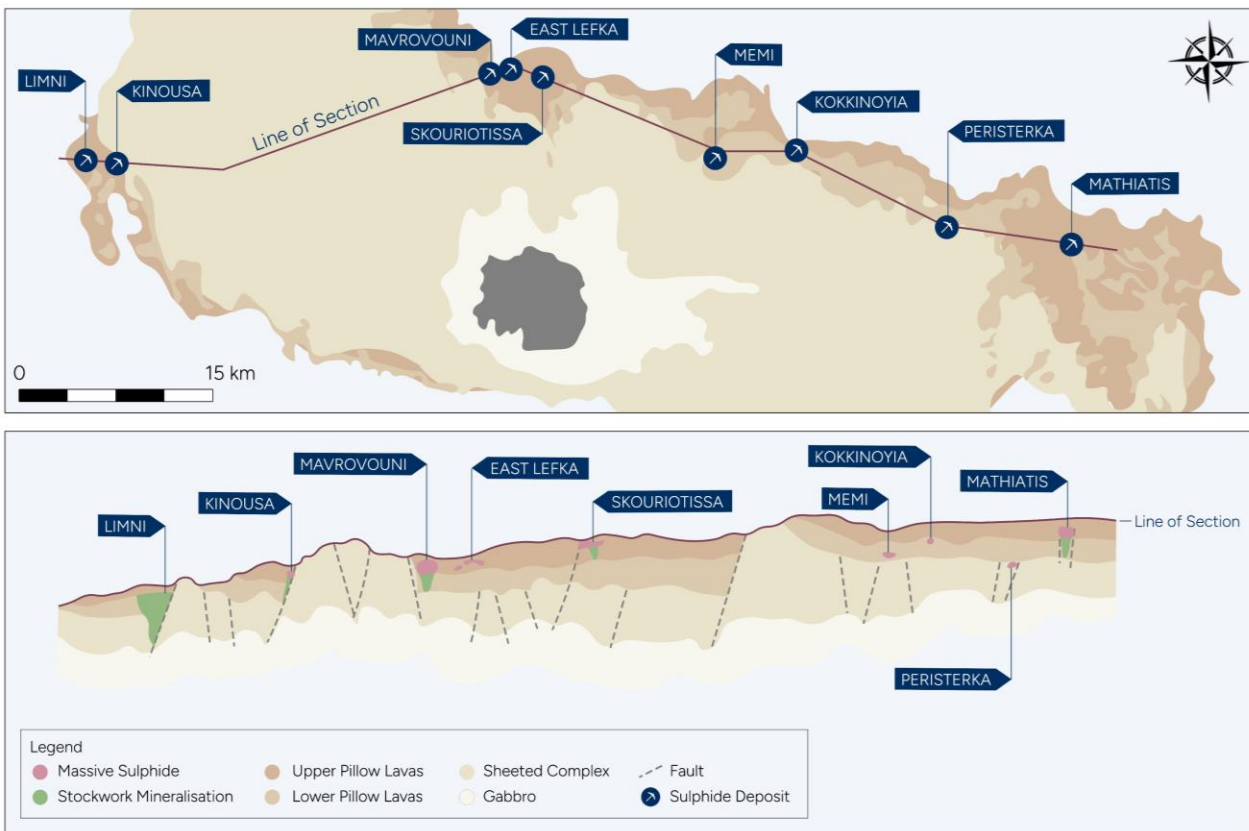 EAST LEFKA
MAVROVOUNI
MEMI
LIMNI
KINOUSA
KOKKINOYIA
Line of Section
SKOURIOTISSA
PERISTERKA
MATHIATIS
0 15 km
KOKKINOYIA
MAVROVOUNI
EAST LEFKA
MATHIATIS
KINOUSA
SKOURIOTISSA
MEMI
LIMNI
Line of Section
PERISTERKA
Legend
Massive Sulphide
Upper Pillow Lavas
Sheeted Complex
Fault
Stockwork Mineralisation
Lower Pillow Lavas
Gabbro
Sulphide Deposit